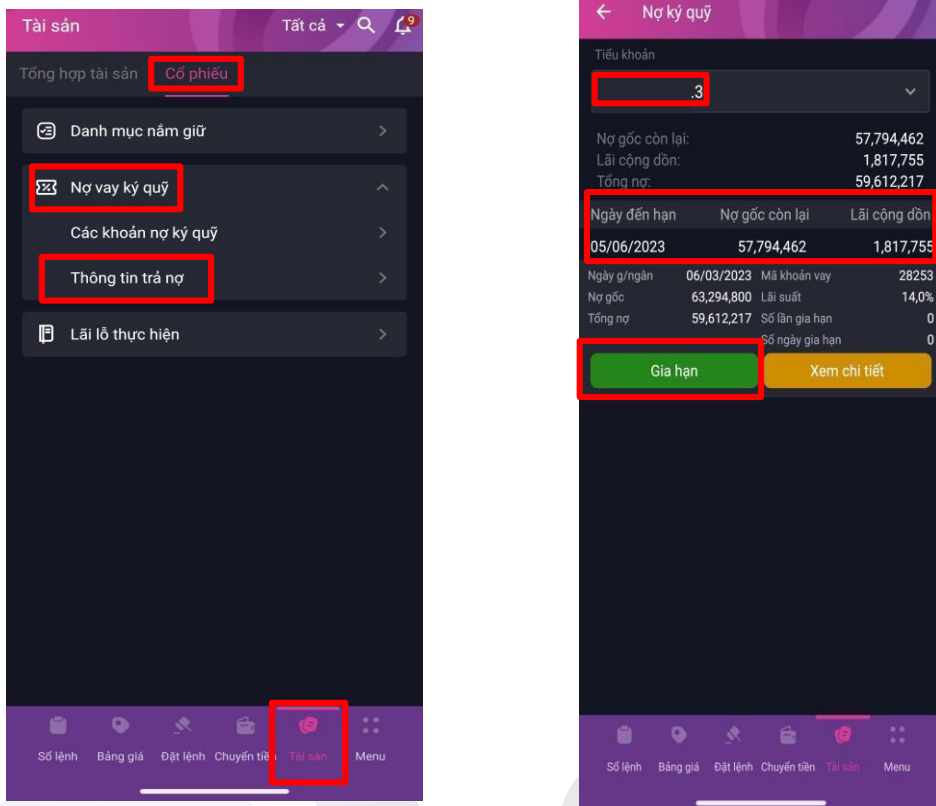 Tài sản
Tất cả
9
Tổng hợp tài sản
Cổ phiếu
Danh mục nắm giữ
Nợ vay ký quỹ
Các khoản nợ ký quỹ
Thông tin trả nợ
Lãi lỗ thực hiện
Sổ lệnh
Bảng giá
Đặt lệnh
Chuyển tiền
Tài sản
Menu
Nợ ký quỹ
Tiểu khoản
.3
Nợ gốc còn lại: 57,794,462
Lãi cộng dồn: 1,817,755
Tổng nợ: 59,612,217
Ngày đến hạn Nợ gốc còn lại Lãi cộng dồn
05/06/2023 57,794,462 1,817,755
Ngày g/ngân 06/03/2023 Mã khoản vay 28253
Nợ gốc 63,294,800 Lãi suất 14,0%
Tổng nợ 59,612,217 Số lần gia hạn 0
Số ngày gia hạn 0
Gia hạn
Xem chi tiết
Sổ lệnh
Bảng giá
Đặt lệnh
Chuyển tiền
Tài sản
Menu